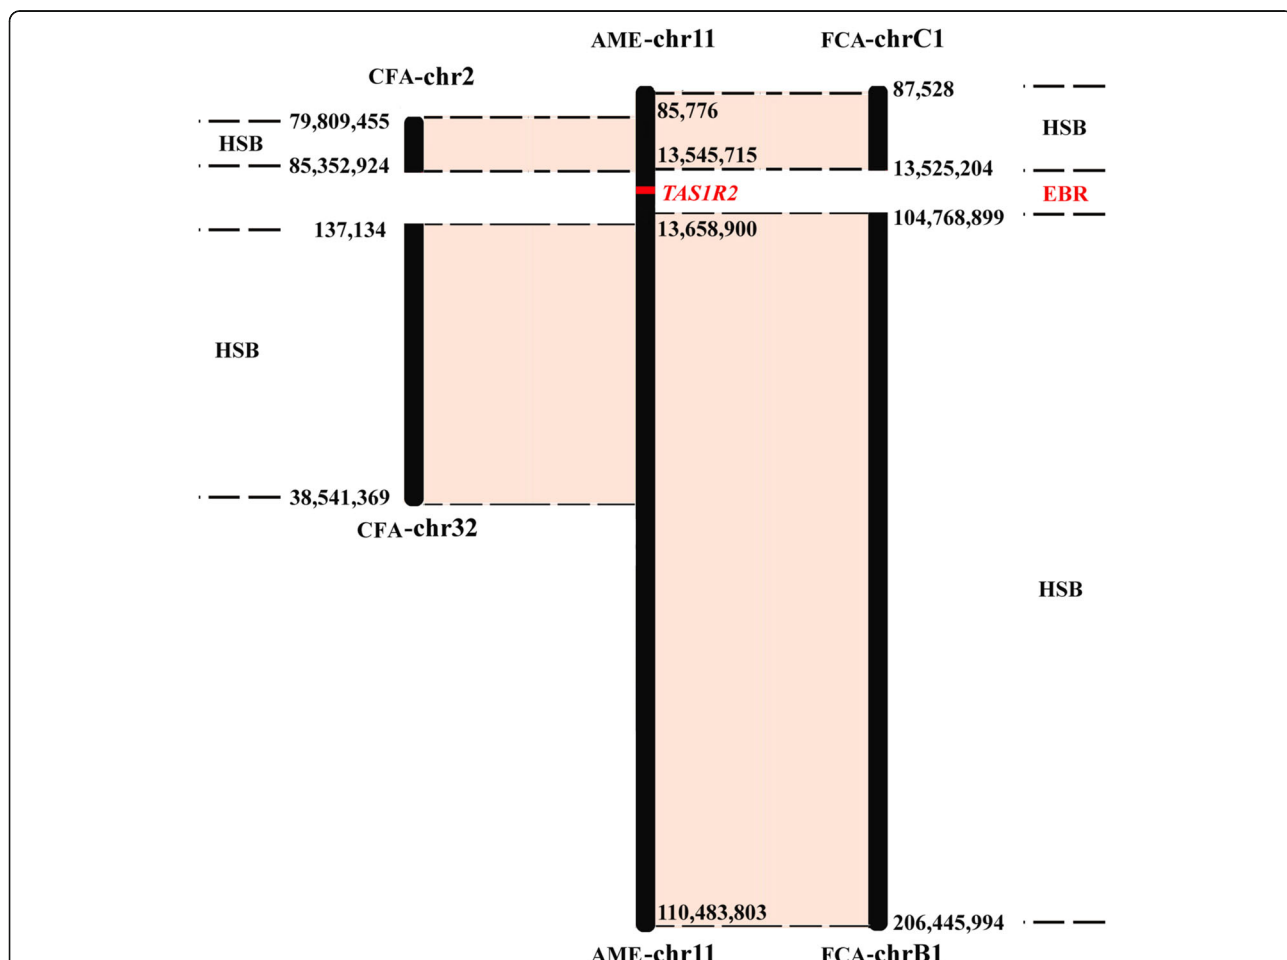 AME-chr11
FCA-chrC1
CFA-chr2
87,528
79,809,455
85,776
HSB
HSB
13,545,715
85,352,924
13,525,204
TAS1R2
EBR
104,768,899
137,134
13,658,900
HSB
38,541,369
CFA-chr32
HSB
110,483,803
206,445,994
AME-chr11
FCA-chrB1